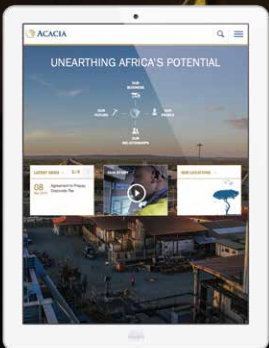 ACACIA
UNEARTHING AFRICA'S POTENTIAL
OUR
BUSINESS
OUR
FUTURE
OUR
PEOPLE
OUR
RELATIONSHIPS
LATEST NEWS
OUR STORY
OUR LOCATIONS
08
Agreement to Prepay
Corporate Tax